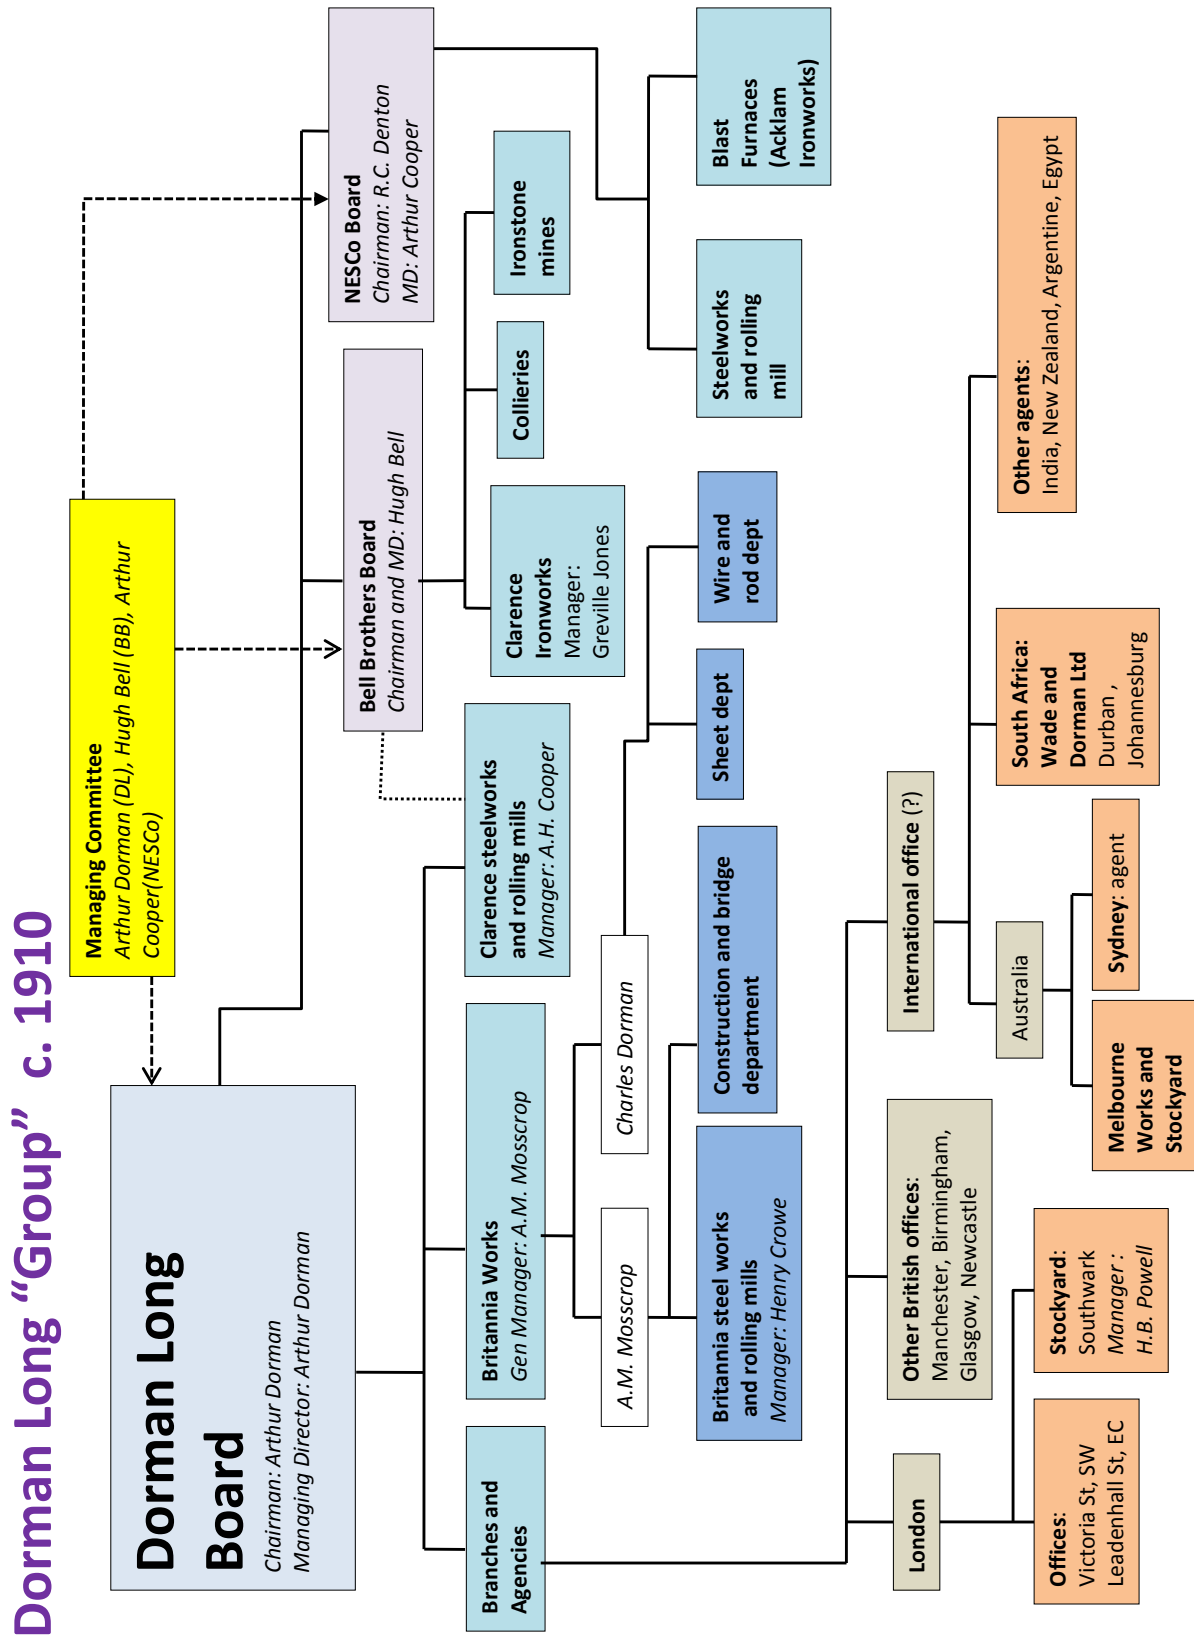 Dorman Long “Group” c. 1910
Managing Committee
Arthur Dorman (DL), Hugh Bell (BB), Arthur
Cooper(NESCo)
Dorman Long
Board
Chairman: Arthur Dorman
Managing Director: Arthur Dorman
Bell Brothers Board
Chairman and MD: Hugh Bell
NESCo Board
Chairman: R.C. Denton
MD: Arthur Cooper
Branches and
Agencies
Britannia Works
Gen Manager: A.M. Mosscrop
Clarence steelworks
and rolling mills
Manager: A.H. Cooper
Clarence
Ironworks
Manager:
Greville Jones
Collieries
Ironstone
mines
A.M. Mosscrop
Charles Dorman
Britannia steel works
and rolling mills
Manager: Henry Crowe
Construction and bridge
department
Sheet dept
Wire and
rod dept
Steelworks
and rolling
mill
Blast
Furnaces
(Acklam
Ironworks)
London
Other British offices:
Manchester, Birmingham,
Glasgow, Newcastle
International office (?)
Offices:
Victoria St, SW
Leadenhall St, EC
Stockyard:
Southwark
Manager :
H.B. Powell
Australia
South Africa:
Wade and
Dorman Ltd
Durban ,
Johannesburg
Other agents:
India, New Zealand, Argentine, Egypt
Melbourne
Works and
Stockyard
Sydney: agent